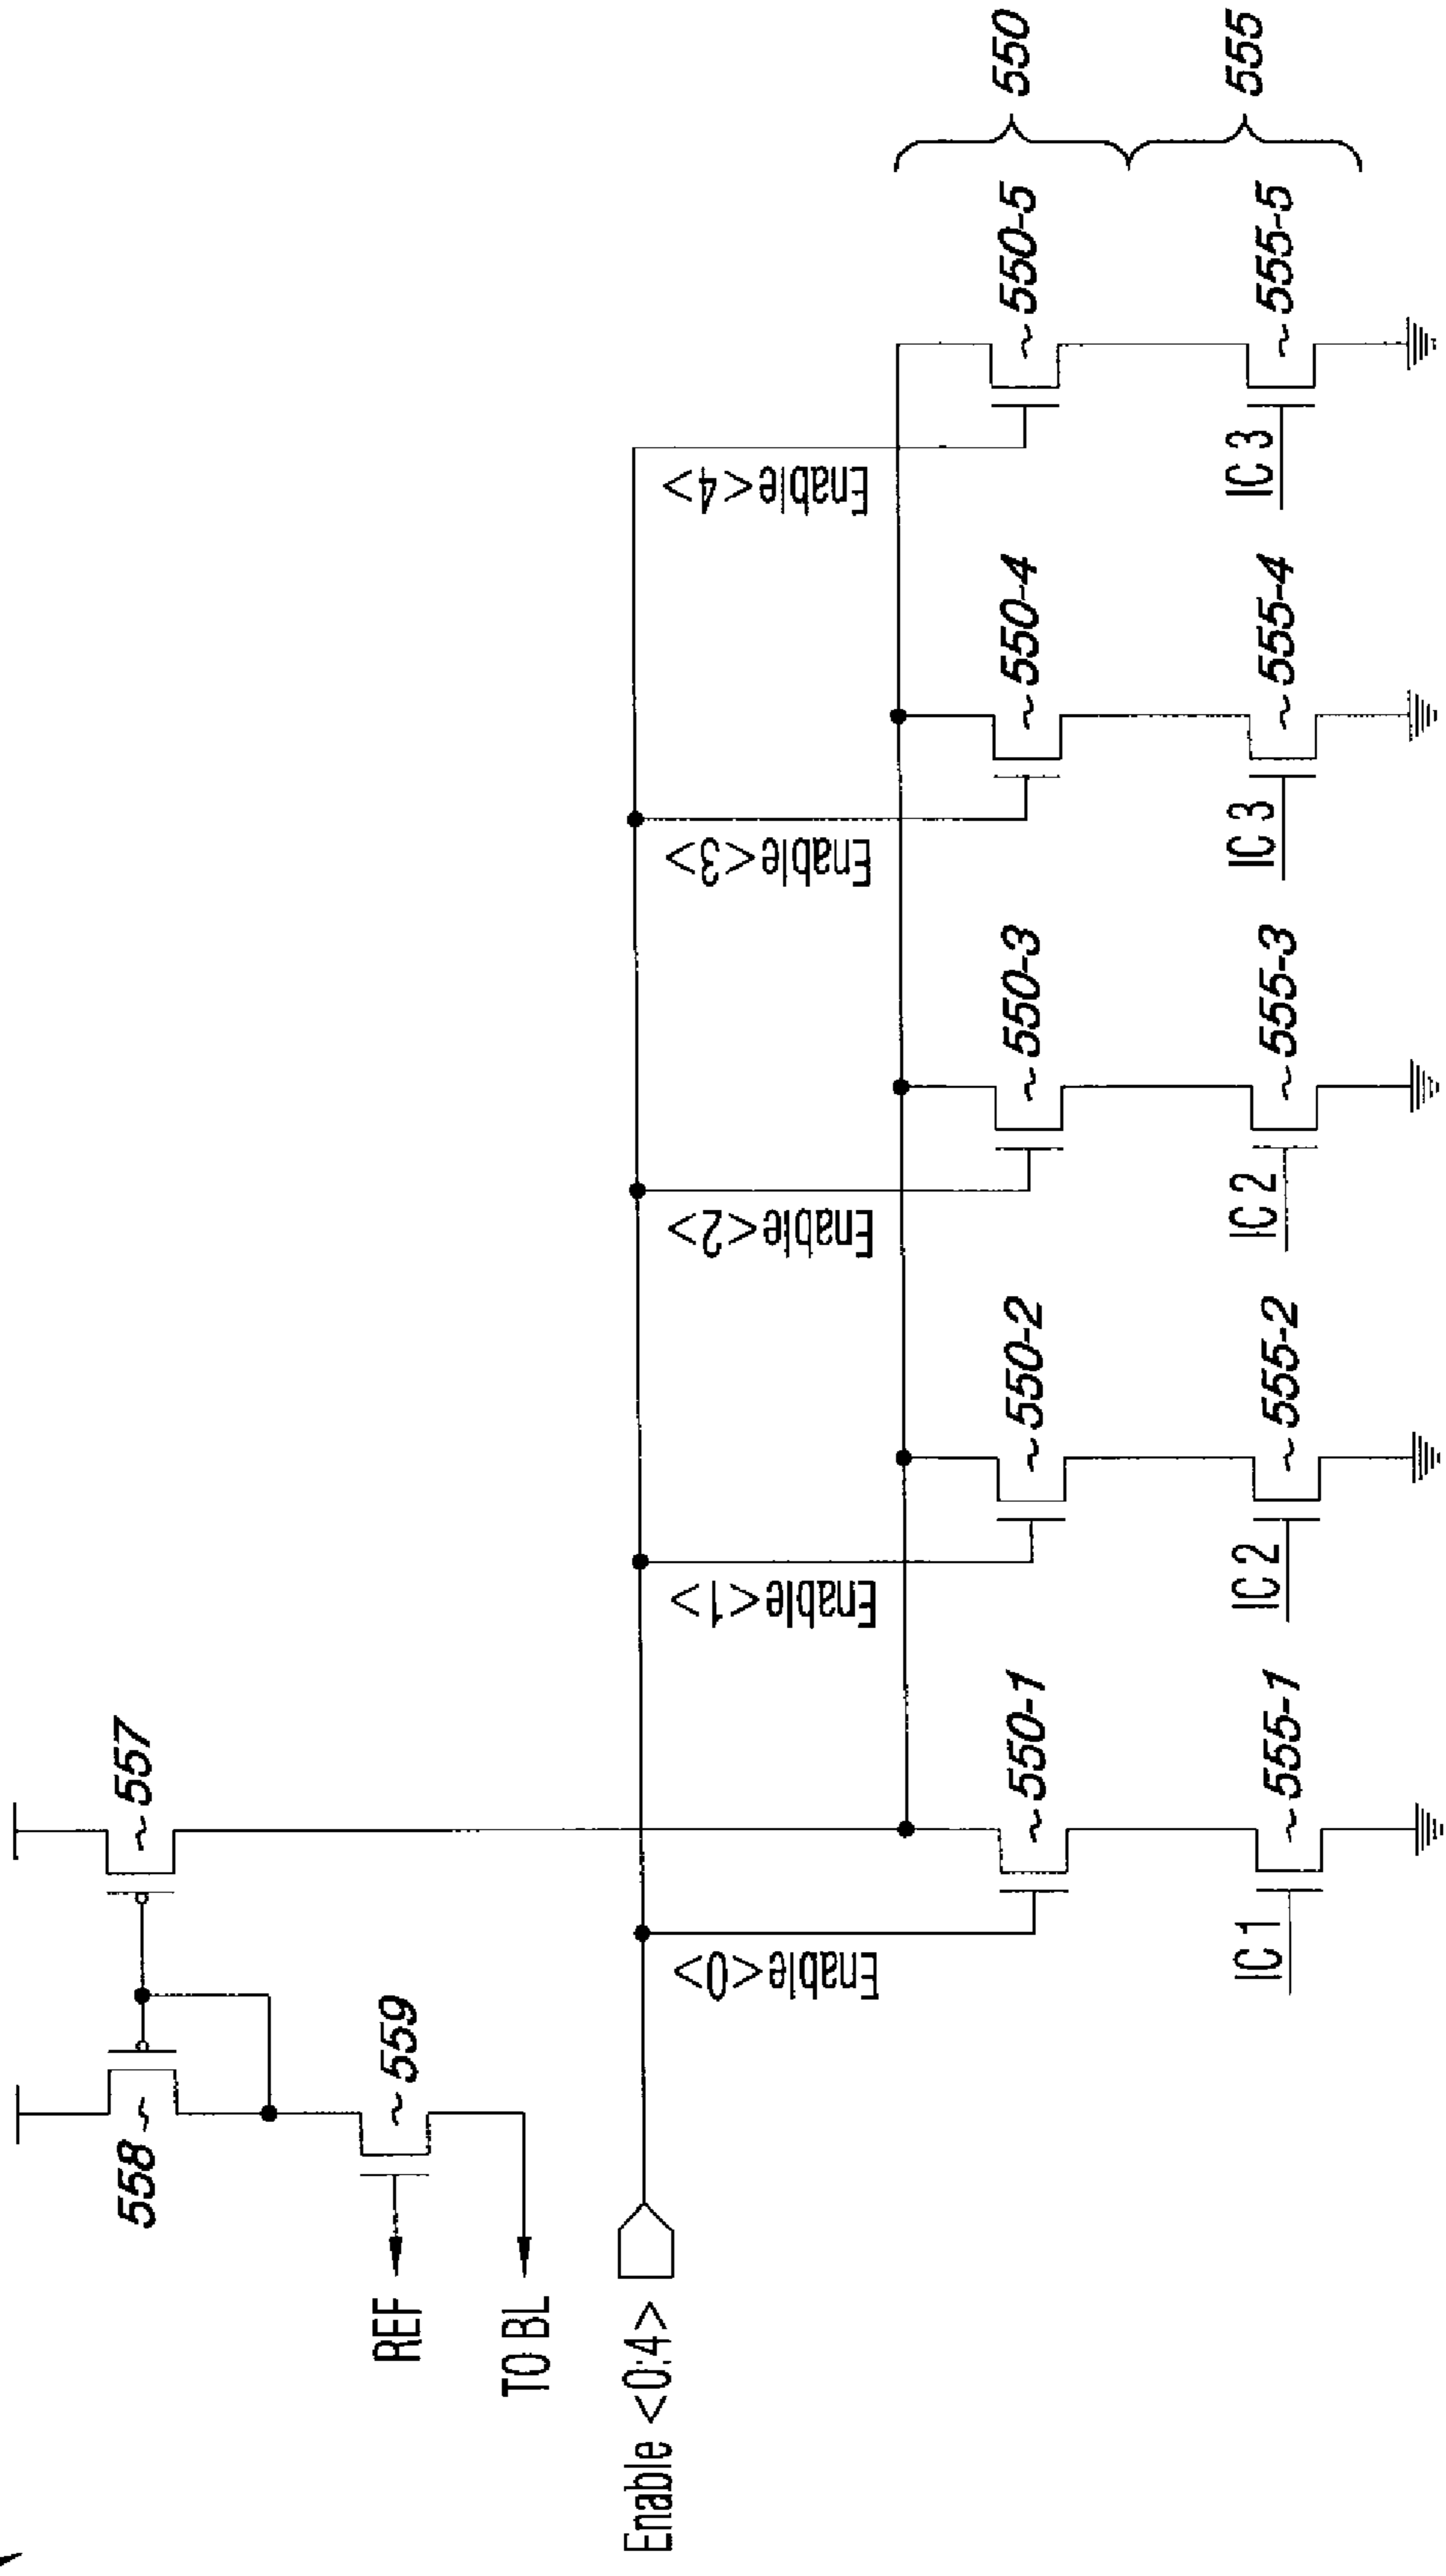 558
557
559
REF
TO BL
Enable <0:4>
Enable<0>
Enable<1>
Enable<2>
Enable<3>
Enable<4>
550-1
550-2
550-3
550-4
550-5
550
IC 1
IC 2
IC 2
IC 3
IC 3
555-1
555-2
555-3
555-4
555-5
555